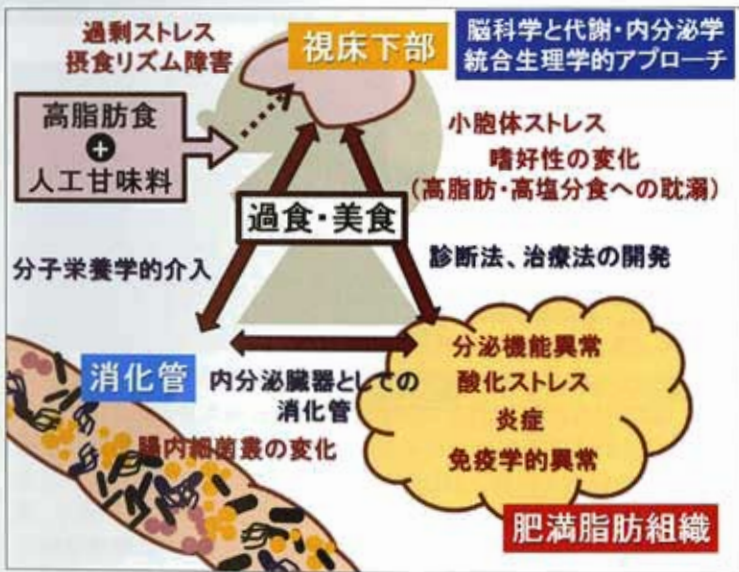 過剰ストレス
摂食リズム障害
視床下部
脳科学と代謝・内分泌学
統合生理学的アプローチ
高脂肪食
+
人工甘味料
小胞体ストレス
嗜好性の変化
(高脂肪・高塩分食への耽溺)
過食・美食
分子栄養学的介入
診断法、治療法の開発
消化管
内分泌臓器としての
消化管
腸内細菌叢の変化
分泌機能異常
酸化ストレス
炎症
免疫学的異常
肥満脂肪組織